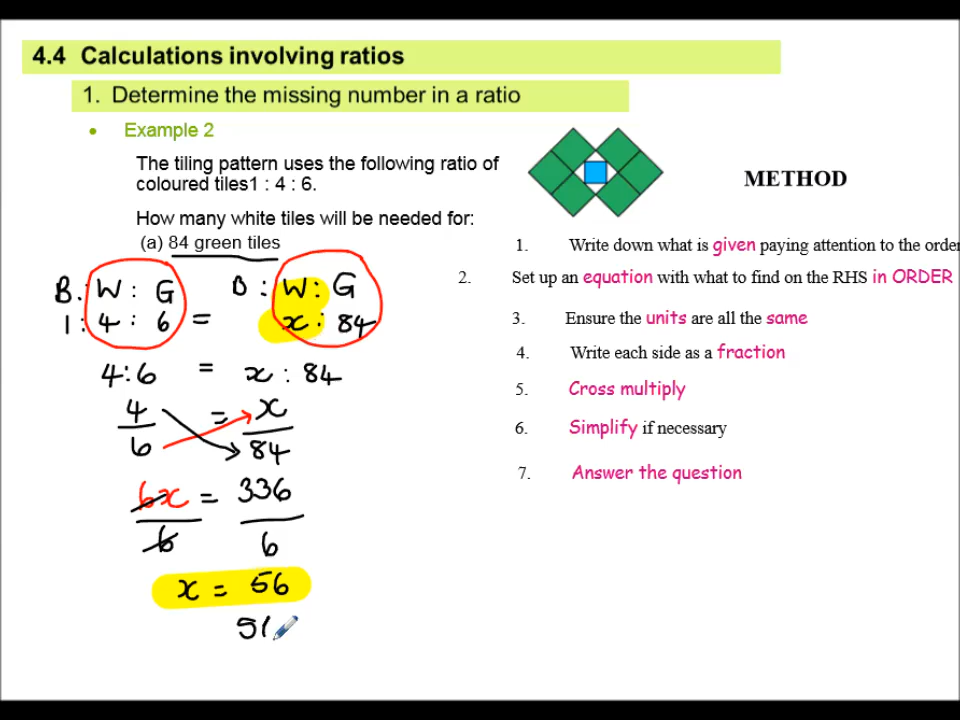 4.4 Calculations involving ratios
1. Determine the missing number in a ratio
• Example 2
The tiling pattern uses the following ratio of
coloured tiles1 : 4 : 6.
How many white tiles will be needed for:
(a) 84 green tiles
B : W : G
B : W : G
1 : 4 : 6 = x : 84
4:6 = x : 84
4/6 = x/84
6x/6 = 336/6
x = 56
METHOD
1. Write down what is given paying attention to the order
2. Set up an equation with what to find on the RHS in ORDER
3. Ensure the units are all the same
4. Write each side as a fraction
5. Cross multiply
6. Simplify if necessary
7. Answer the question